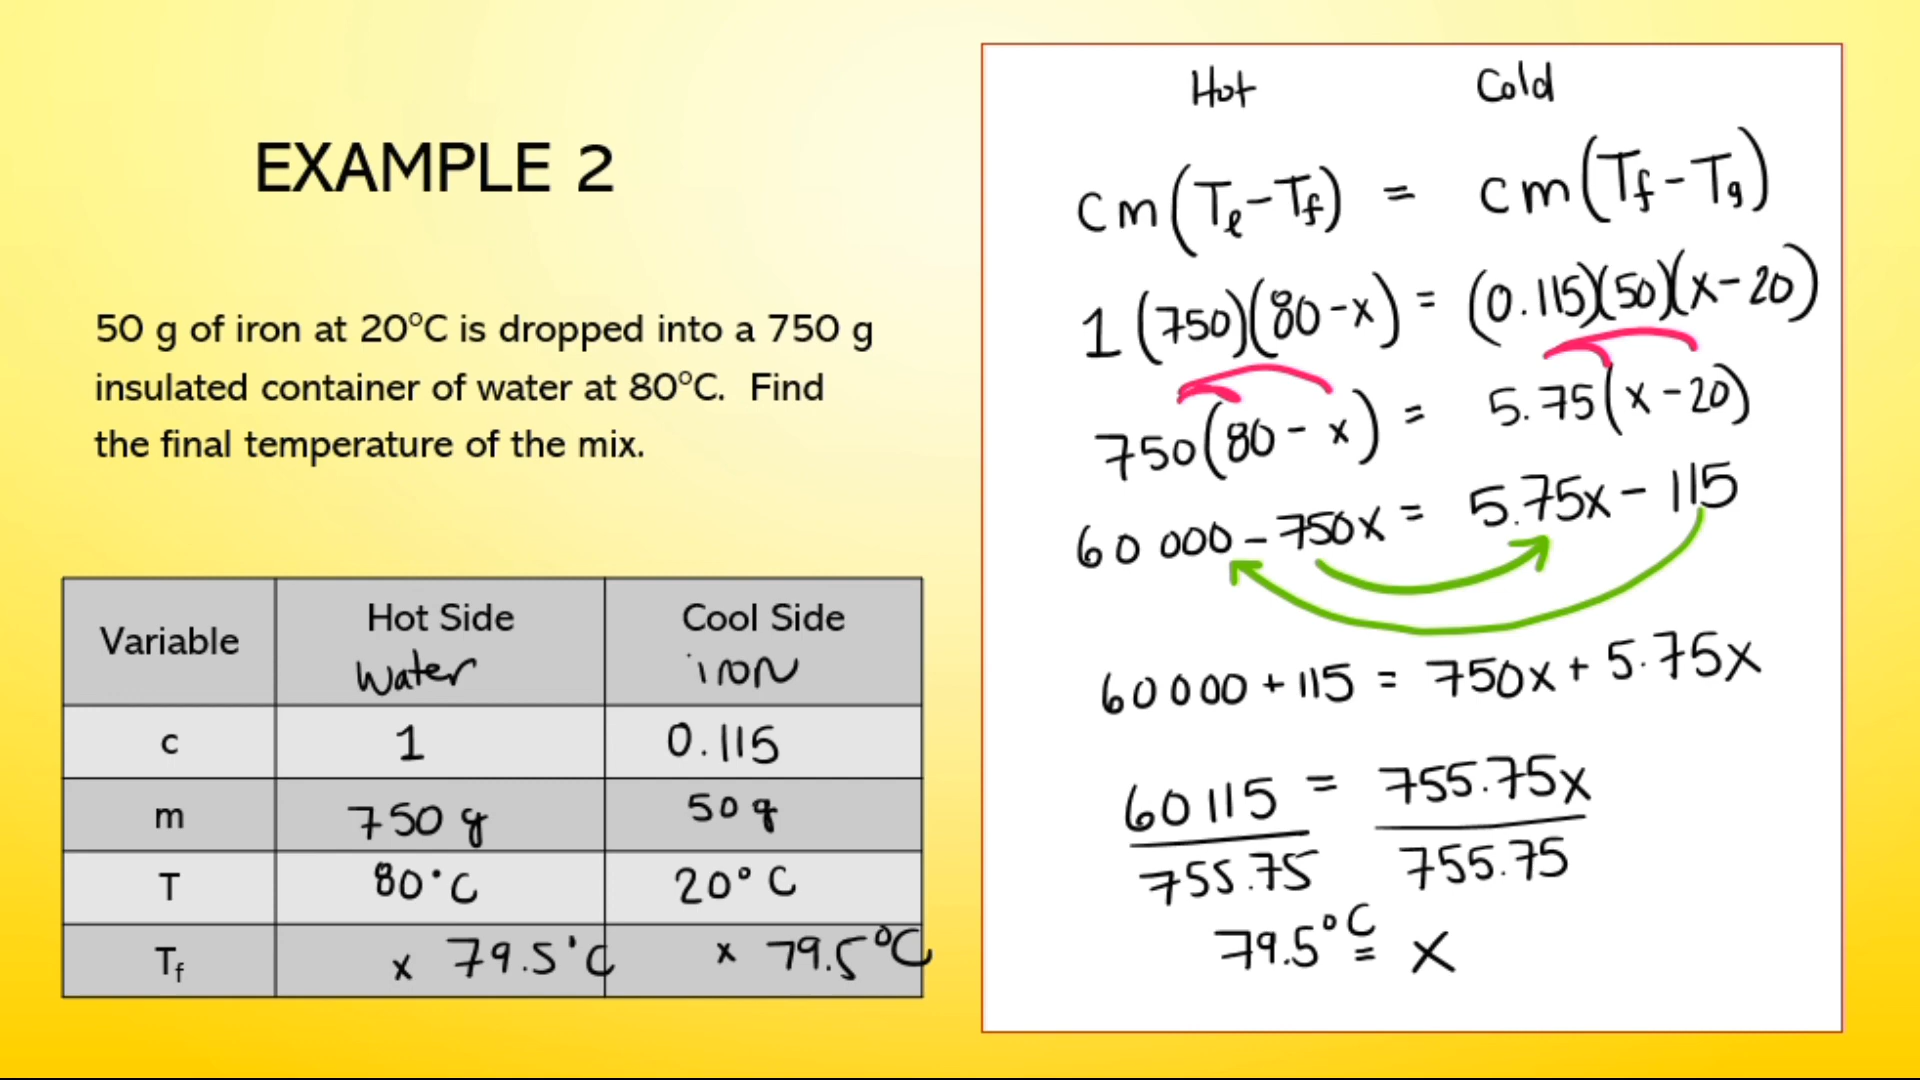 EXAMPLE 2
50 g of iron at 20°C is dropped into a 750 g
insulated container of water at 80°C. Find
the final temperature of the mix.
Variable Hot Side Cool Side
water iron
c 1 0.115
m 750 g 50 g
T 80°C 20°C
Tf x 79.5°C x 79.5°C
Hot Cold
cm(Tl-Tf) = cm(Tf-Tg)
1(750)(80-x) = (0.115)(50)(x-20)
750(80-x) = 5.75(x-20)
60 000-750x = 5.75x-115
60000+115 = 750x+5.75x
60115 = 755.75x
755.75 755.75
79.5°C = x